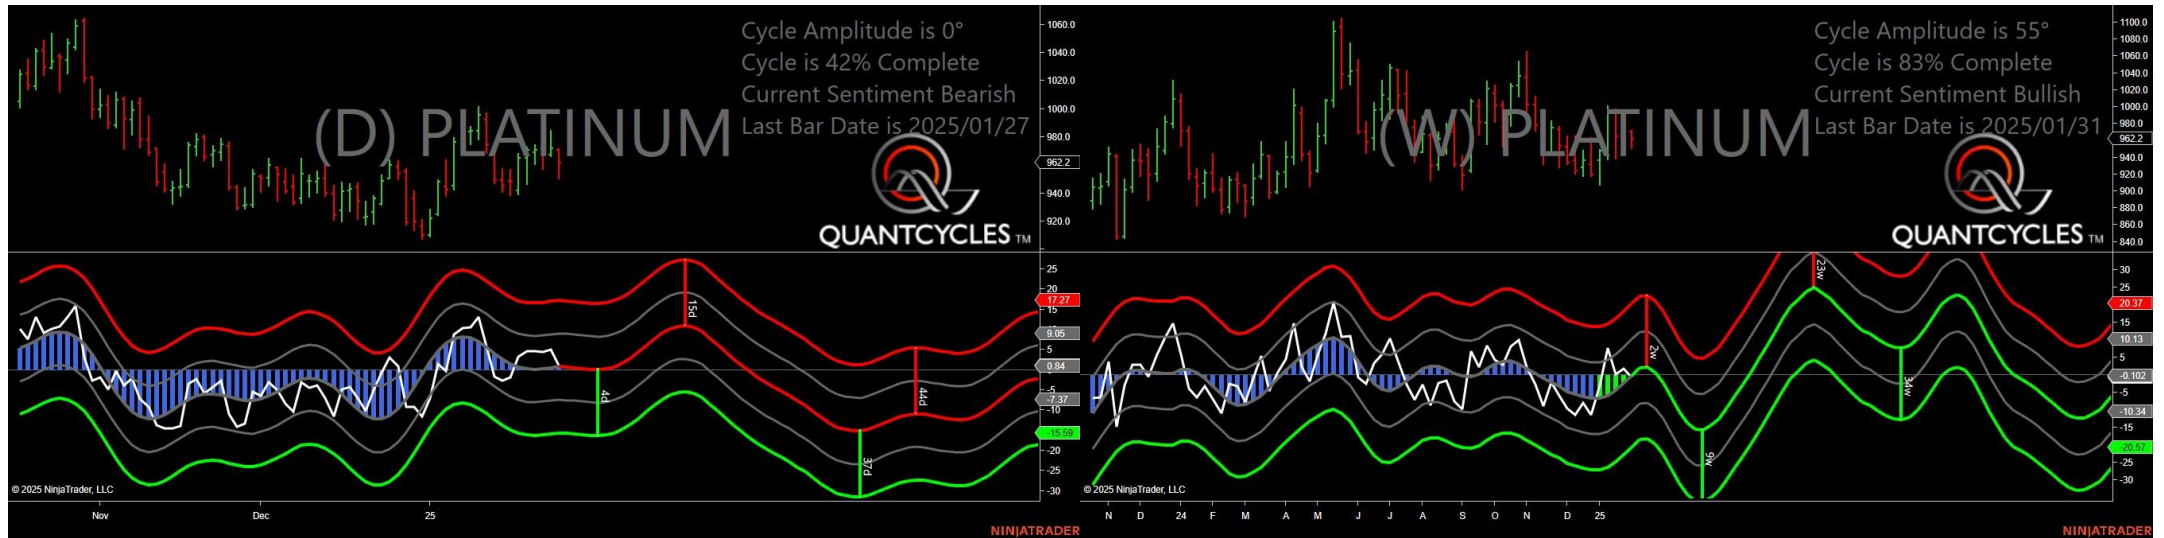 Cycle Amplitude is 0°
Cycle is 42% Complete
Current Sentiment Bearish
Last Bar Date is 2025/01/27
(D) PLATINUM
QUANTCYCLES TM
1060.0
1040.0
1020.0
1000.0
980.0
962.2
940.0
920.0
25
20
17.27
15
9.05
5
0.84
-5
-7.37
-10
-15.59
-20
-25
-30
15d
4d
37d
44d
© 2025 NinjaTrader, LLC
Nov
Dec
25
NINJATRADER
Cycle Amplitude is 55°
Cycle is 83% Complete
Current Sentiment Bullish
Last Bar Date is 2025/01/31
(W) PLATINUM
QUANTCYCLES TM
1100.0
1080.0
1060.0
1040.0
1020.0
1000.0
980.0
962.2
940.0
920.0
900.0
880.0
860.0
840.0
30
25
20.37
15
10.13
5
-0.102
-5
-10.34
-15
-20.57
-25
-30
2w
9w
23w
34w
© 2025 NinjaTrader, LLC
N D 24 F M A M J J A S O N D 25
NINJATRADER